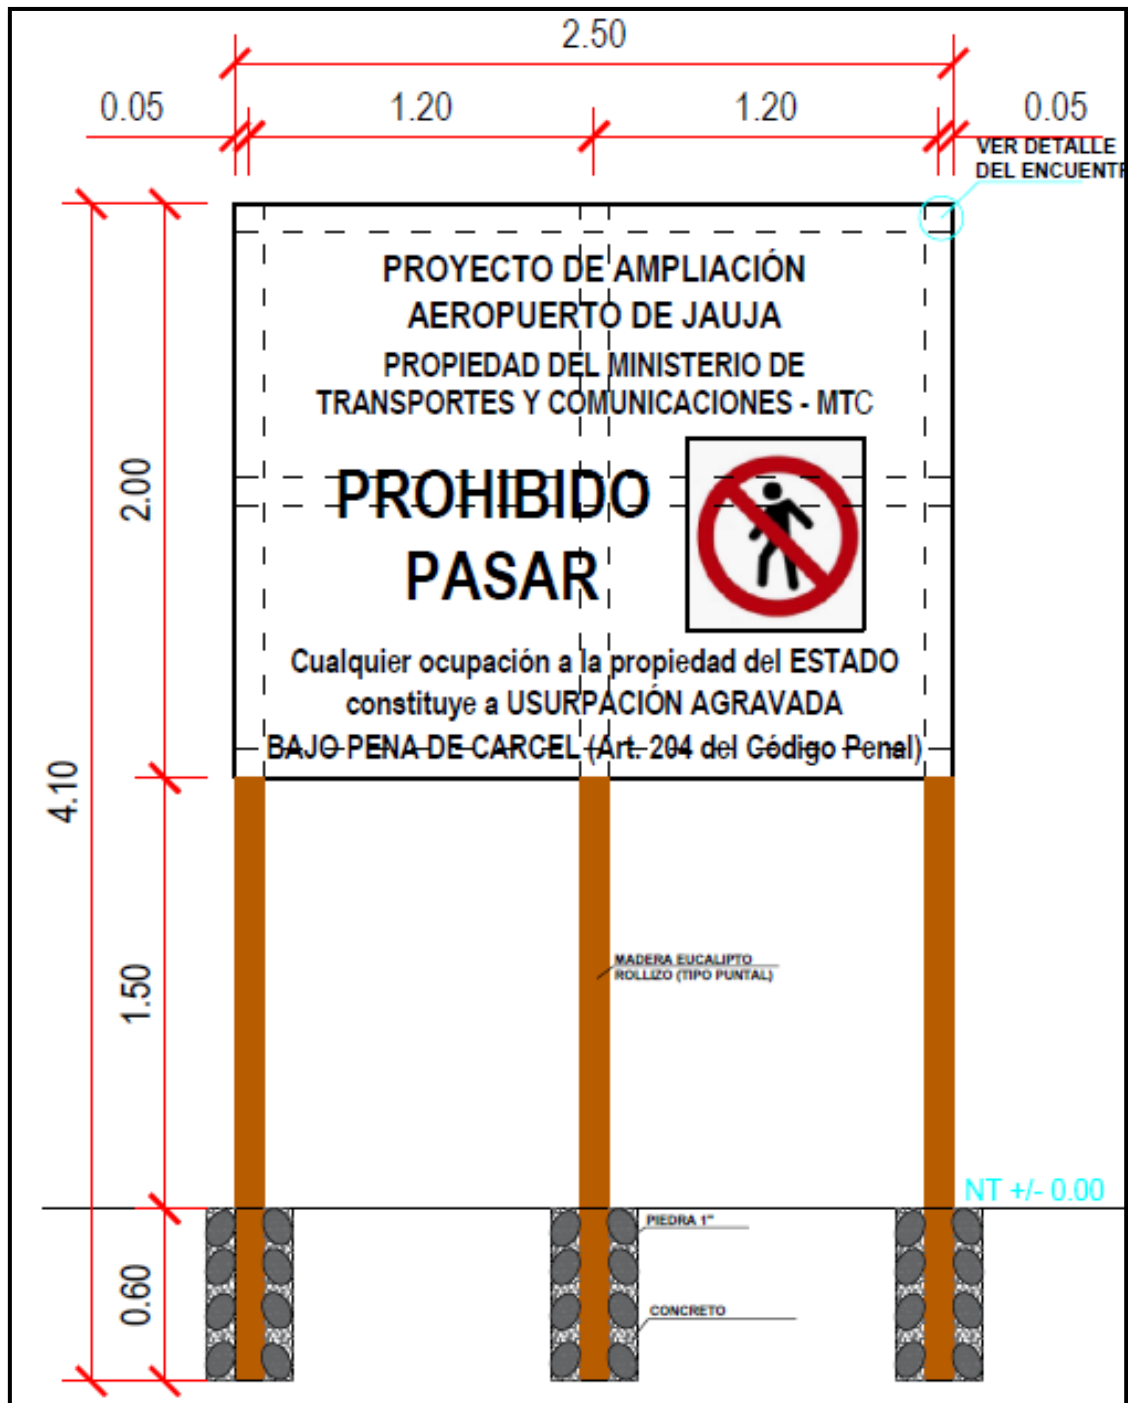 2.50
0.05 1.20 1.20 0.05
VER DETALLE
DEL ENCUENTR
PROYECTO DE AMPLIACIÓN
AEROPUERTO DE JAUJA
PROPIEDAD DEL MINISTERIO DE
TRANSPORTES Y COMUNICACIONES - MTC
PROHIBIDO
PASAR
Cualquier ocupación a la propiedad del ESTADO
constituye a USURPACIÓN AGRAVADA
BAJO PENA DE CARCEL (Art. 204 del Código Penal)
2.00
4.10
1.50
0.60
MADERA EUCALIPTO
ROLLIZO (TIPO PUNTAL)
NT +/- 0.00
PIEDRA 1"
CONCRETO